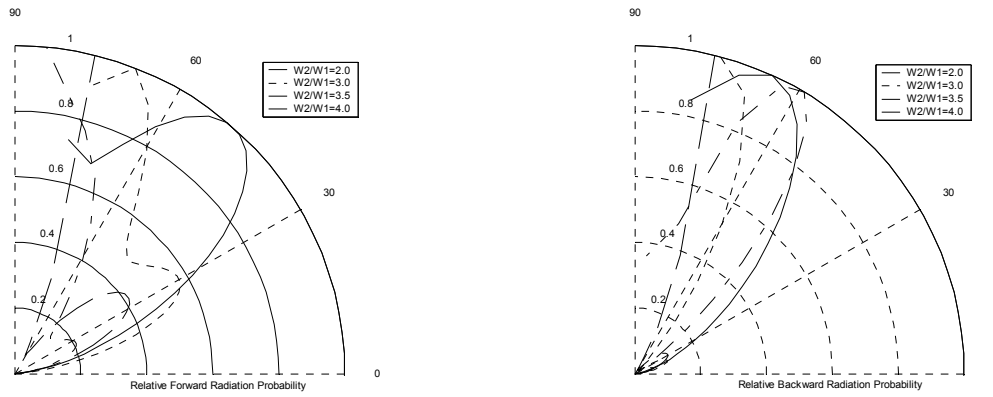 90
1
60
W2/W1=2.0
W2/W1=3.0
W2/W1=3.5
W2/W1=4.0
0.8
0.6
30
0.4
0.2
0
Relative Forward Radiation Probability
90
1
60
W2/W1=2.0
W2/W1=3.0
W2/W1=3.5
W2/W1=4.0
0.8
0.6
30
0.4
0.2
0
Relative Backward Radiation Probability